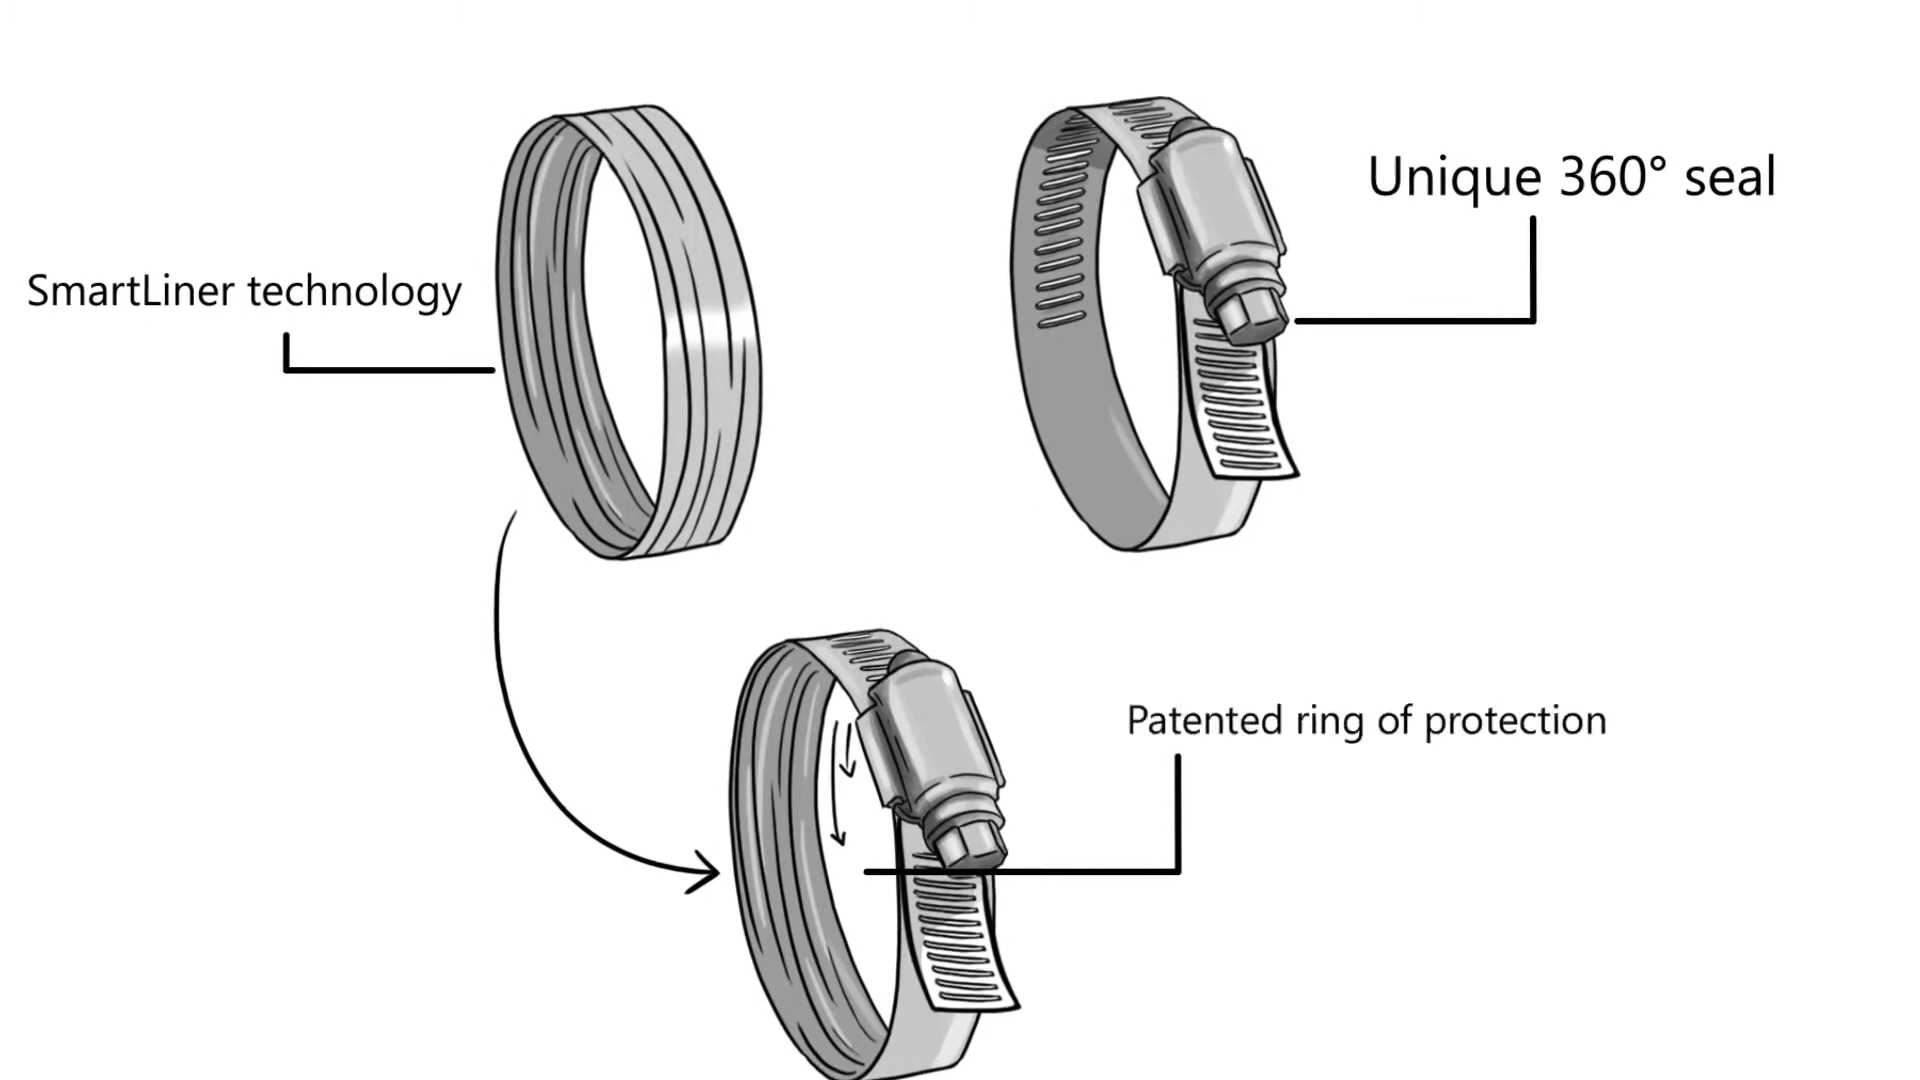 Unique 360° seal
SmartLiner technology
Patented ring of protection